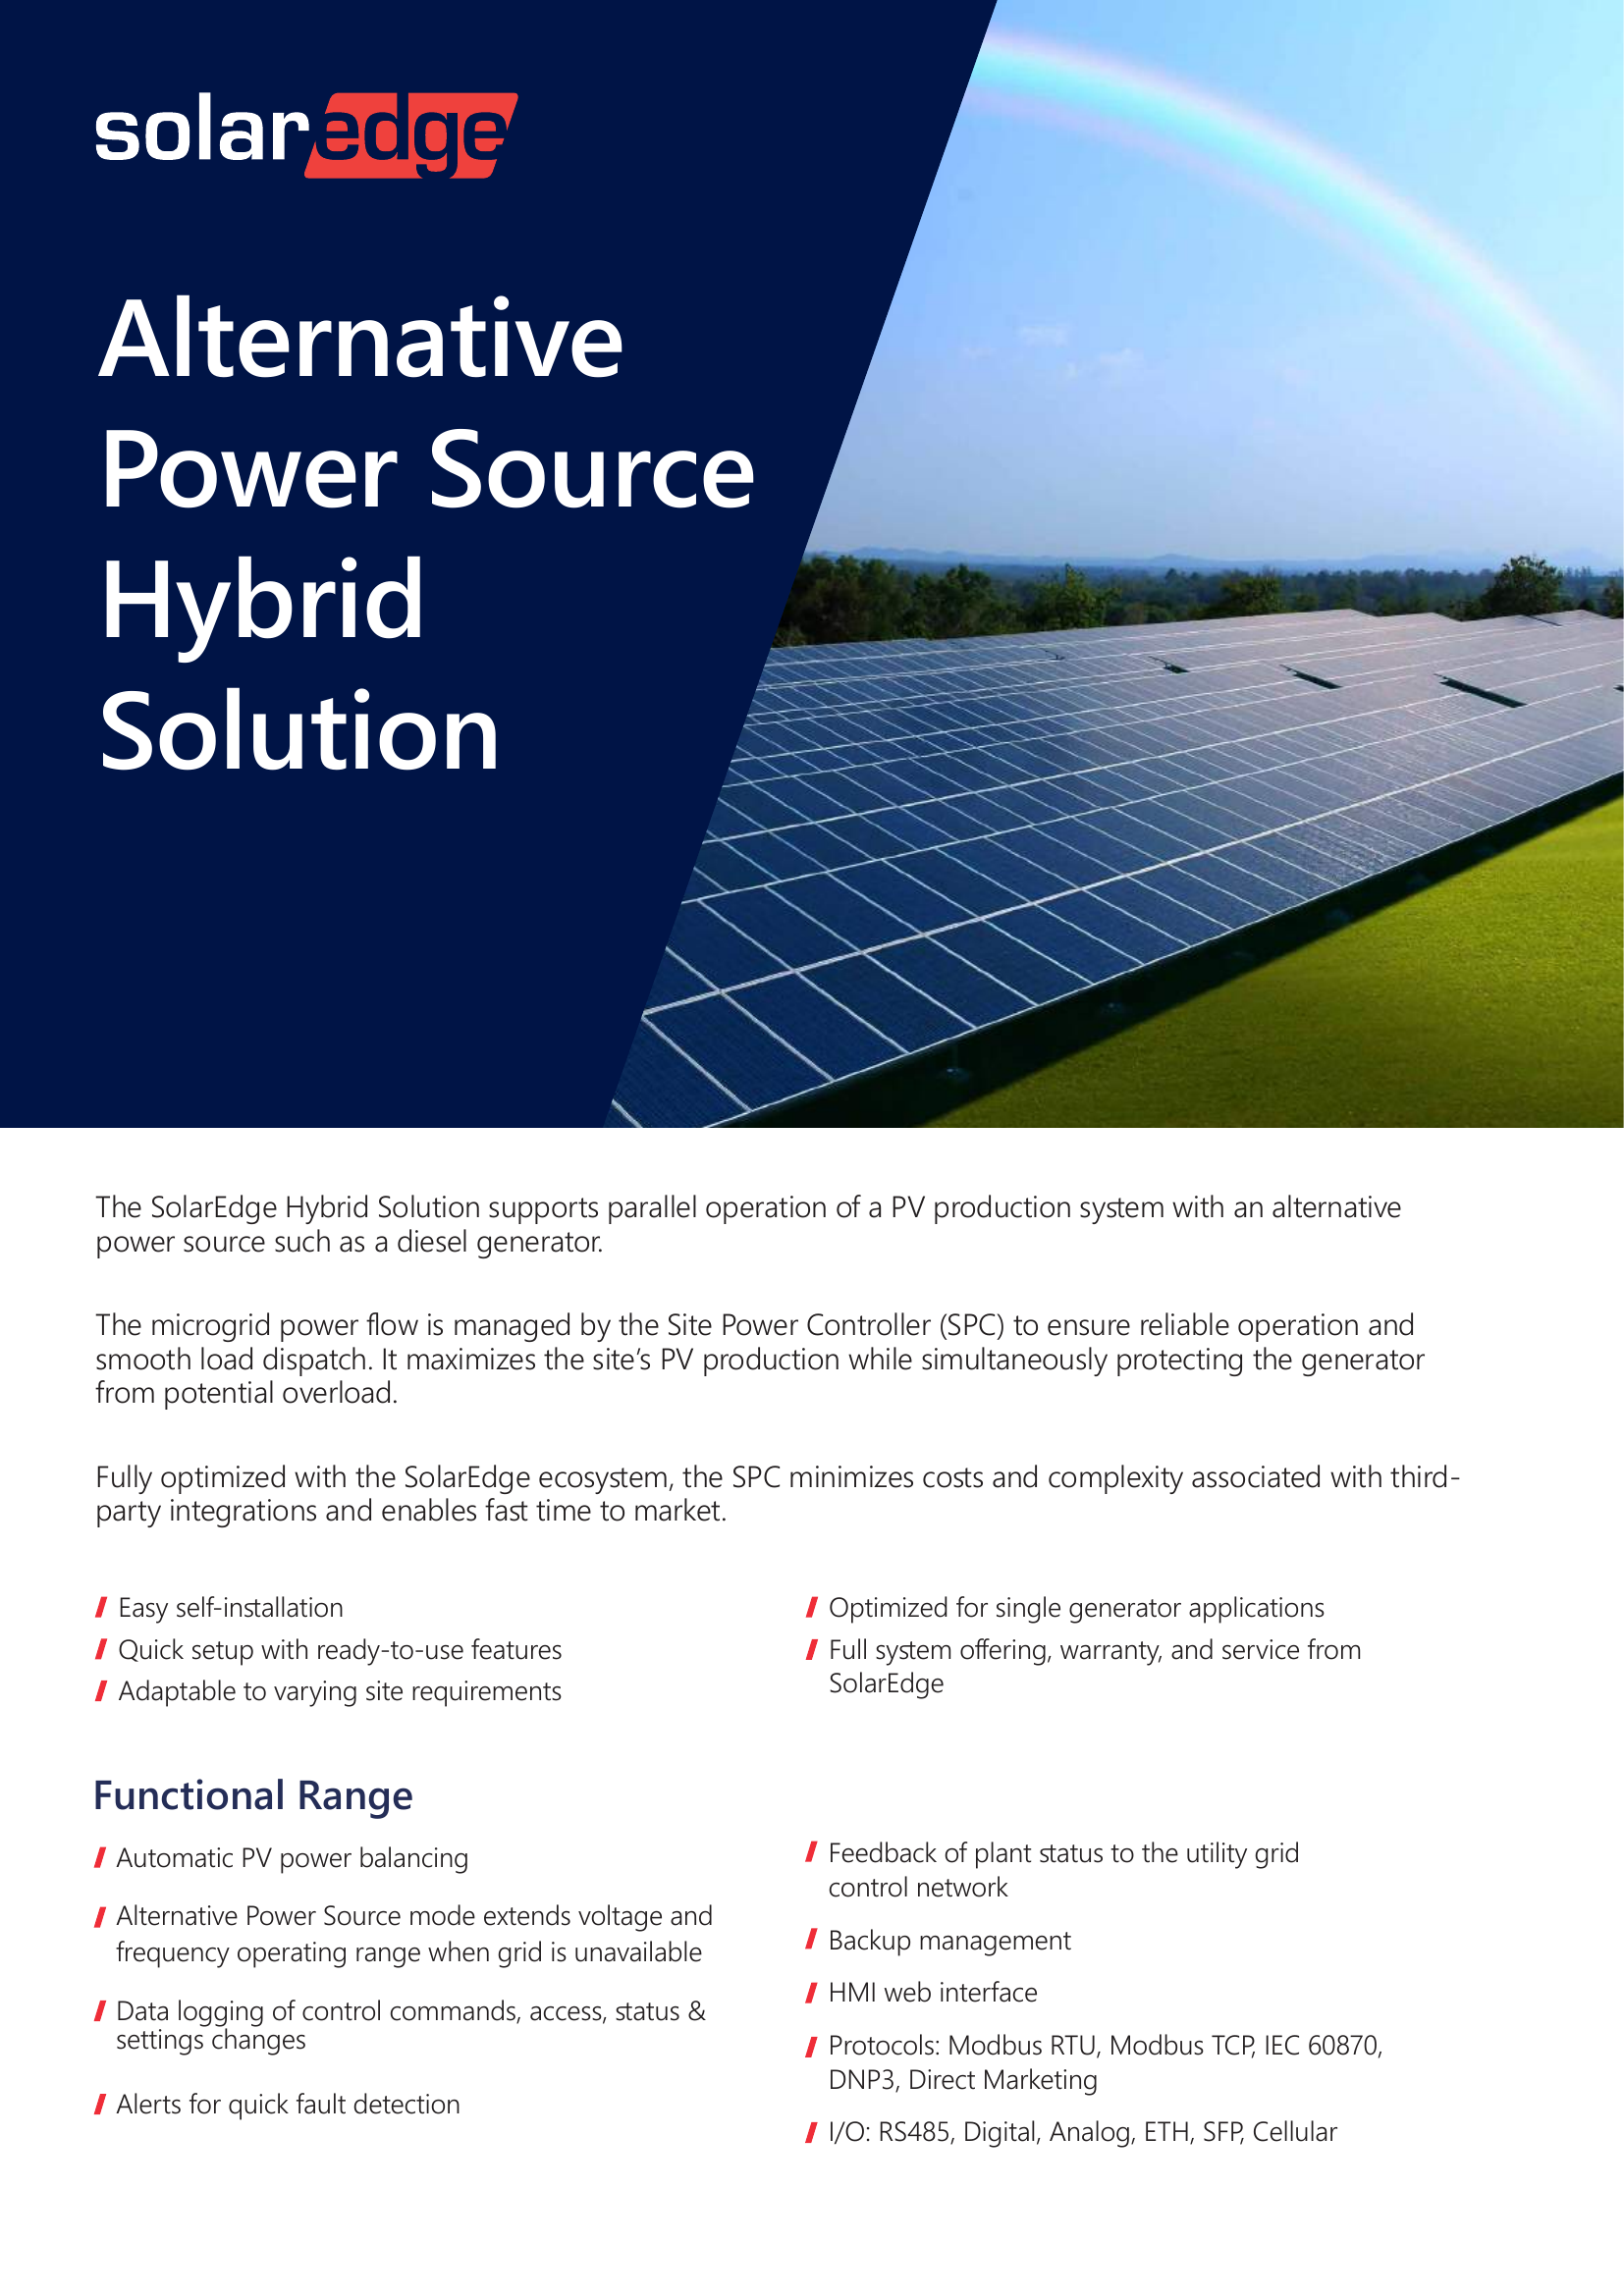 solaredge
Alternative
Power Source
Hybrid
Solution
The SolarEdge Hybrid Solution supports parallel operation of a PV production system with an alternative
power source such as a diesel generator.
The microgrid power flow is managed by the Site Power Controller (SPC) to ensure reliable operation and
smooth load dispatch. It maximizes the site’s PV production while simultaneously protecting the generator
from potential overload.
Fully optimized with the SolarEdge ecosystem, the SPC minimizes costs and complexity associated with third-
party integrations and enables fast time to market.
Easy self-installation
Quick setup with ready-to-use features
Adaptable to varying site requirements
Optimized for single generator applications
Full system offering, warranty, and service from
SolarEdge
Functional Range
Automatic PV power balancing
Alternative Power Source mode extends voltage and
frequency operating range when grid is unavailable
Data logging of control commands, access, status &
settings changes
Alerts for quick fault detection
Feedback of plant status to the utility grid
control network
Backup management
HMI web interface
Protocols: Modbus RTU, Modbus TCP, IEC 60870,
DNP3, Direct Marketing
I/O: RS485, Digital, Analog, ETH, SFP, Cellular